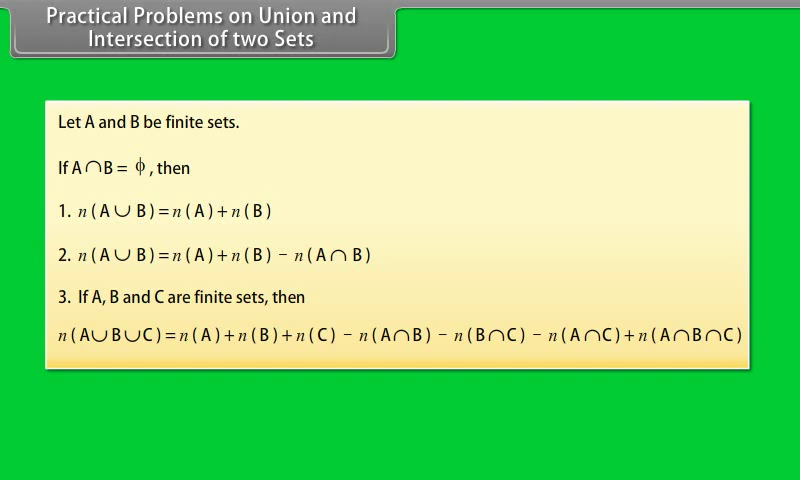 Practical Problems on Union and
Intersection of two Sets
Let A and B be finite sets.
If A ∩ B = ϕ , then
1. n ( A ∪ B ) = n ( A ) + n ( B )
2. n ( A ∪ B ) = n ( A ) + n ( B ) − n ( A ∩ B )
3. If A, B and C are finite sets, then
n ( A ∪ B ∪ C ) = n ( A ) + n ( B ) + n ( C ) − n ( A ∩ B ) − n ( B ∩ C ) − n ( A ∩ C ) + n ( A ∩ B ∩ C )